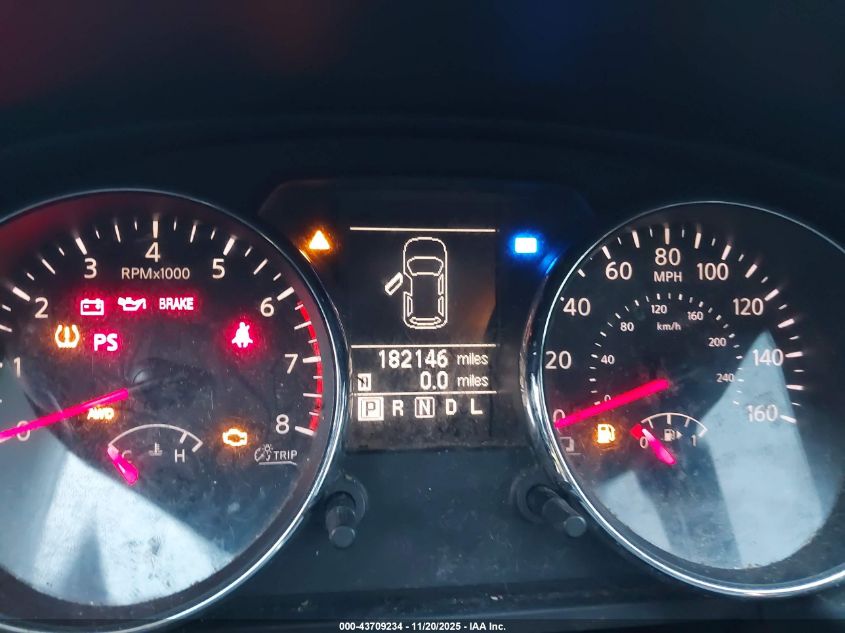 1 2 3 4 5 6 7 8
0
RPMx1000
BRAKE
PS
AWD
C H
TRIP
182146 miles
N 0.0 miles
P R N D L
0 20 40 60 80 100 120 140 160
MPH
0 40 80 120 160 200 240
km/h
0 1
000-43709234 - 11/20/2025 - IAA Inc.